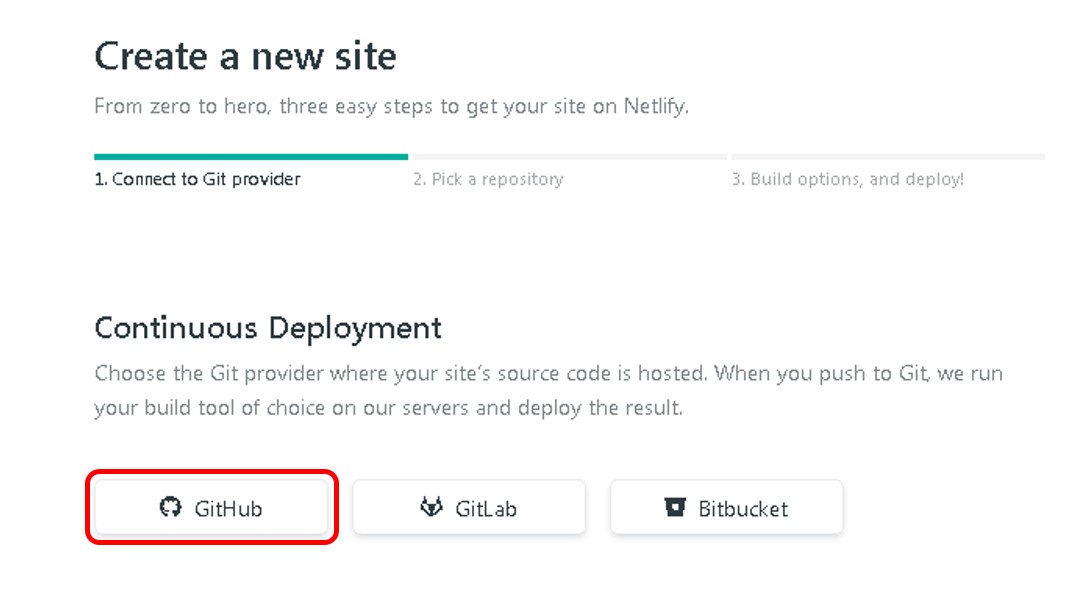 Create a new site
From zero to hero, three easy steps to get your site on Netlify.
1. Connect to Git provider
2. Pick a repository
3. Build options, and deploy!
Continuous Deployment
Choose the Git provider where your site's source code is hosted. When you push to Git, we run
your build tool of choice on our servers and deploy the result.
GitHub
GitLab
Bitbucket